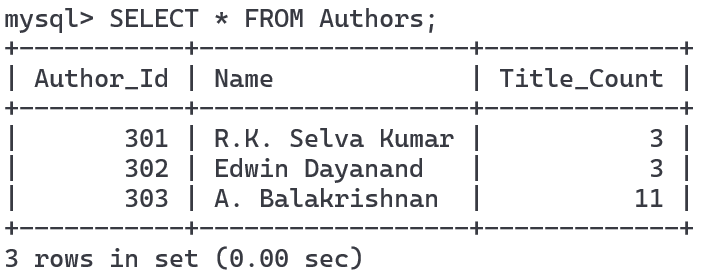 mysql> SELECT * FROM Authors;
+-----------+------------------+-------------+
| Author_Id | Name             | Title_Count |
+-----------+------------------+-------------+
|       301 | R.K. Selva Kumar |           3 |
|       302 | Edwin Dayanand   |           3 |
|       303 | A. Balakrishnan  |          11 |
+-----------+------------------+-------------+
3 rows in set (0.00 sec)